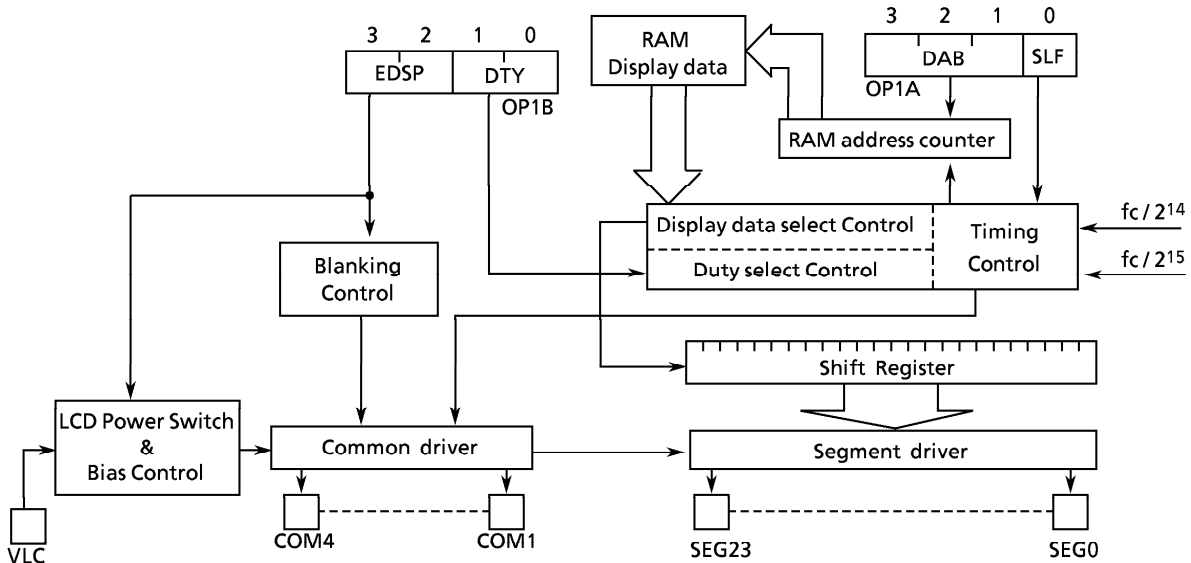 3 2 1 0
EDSP DTY
OP1B
RAM
Display data
3 2 1 0
DAB SLF
OP1A
RAM address counter
Display data select Control
Duty select Control
Timing
Control
fc / 2¹⁴
fc / 2¹⁵
Blanking
Control
Shift Register
LCD Power Switch
&
Bias Control
Common driver
Segment driver
VLC
COM4
COM1
SEG23
SEG0